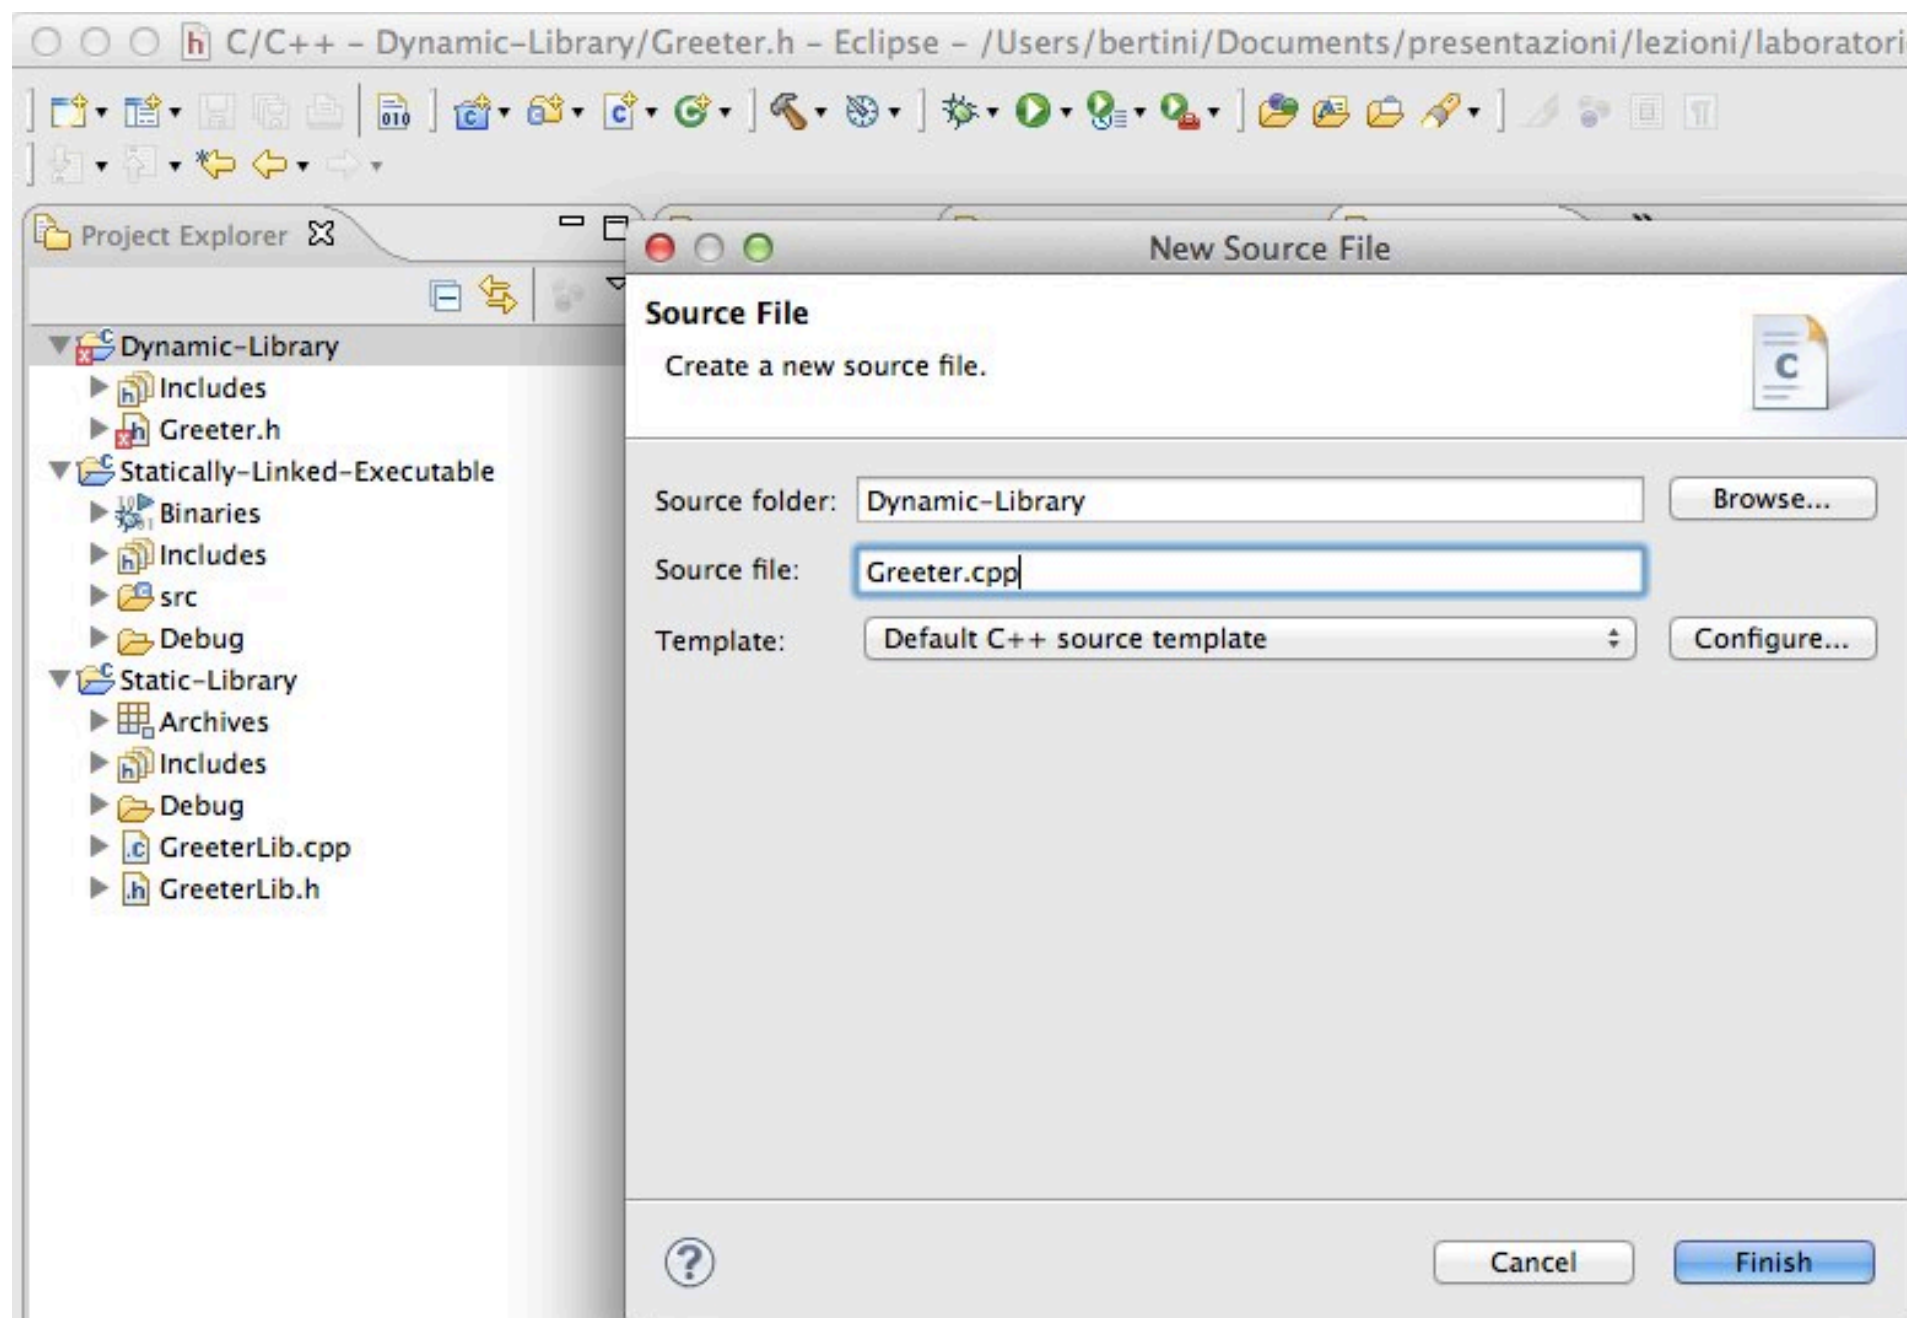 C/C++ – Dynamic-Library/Greeter.h – Eclipse – /Users/bertini/Documents/presentazioni/lezioni/laboratori
Project Explorer
New Source File
Source File
Create a new source file.
Dynamic-Library
Includes
Greeter.h
Statically-Linked-Executable
Binaries
Includes
src
Debug
Static-Library
Archives
Includes
Debug
GreeterLib.cpp
GreeterLib.h
Source folder: Dynamic-Library Browse...
Source file: Greeter.cpp
Template: Default C++ source template Configure...
? Cancel Finish